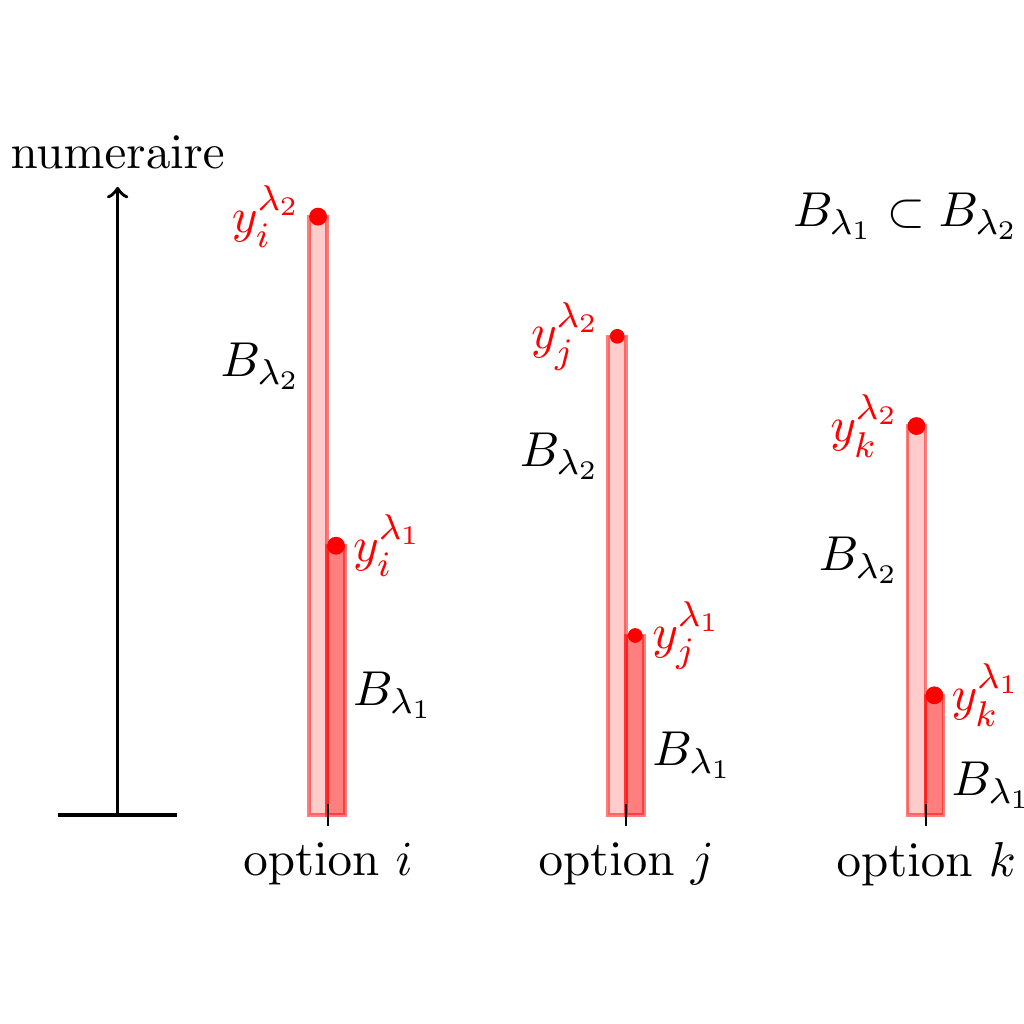 numeraire
$y_i^{\lambda_2}$
$B_{\lambda_1} \subset B_{\lambda_2}$
$y_j^{\lambda_2}$
$B_{\lambda_2}$
$y_k^{\lambda_2}$
$B_{\lambda_2}$
$y_i^{\lambda_1}$
$B_{\lambda_2}$
$y_j^{\lambda_1}$
$B_{\lambda_1}$
$y_k^{\lambda_1}$
$B_{\lambda_1}$
$B_{\lambda_1}$
option $i$
option $j$
option $k$